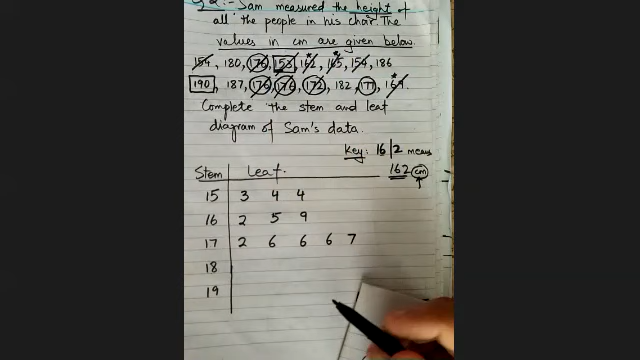 Q2: Sam measured the height of
all the people in his chair. The
values in cm are given below
154, 180, 176, 153, 162, 165, 154, 186
190, 187, 176, 176, 172, 182, 177, 169.
Complete the stem and leaf
diagram of Sam's data.
Key: 16|2 means
162 cm
Stem Leaf.
15 3 4 4
16 2 5 9
17 2 6 6 6 7
18
19